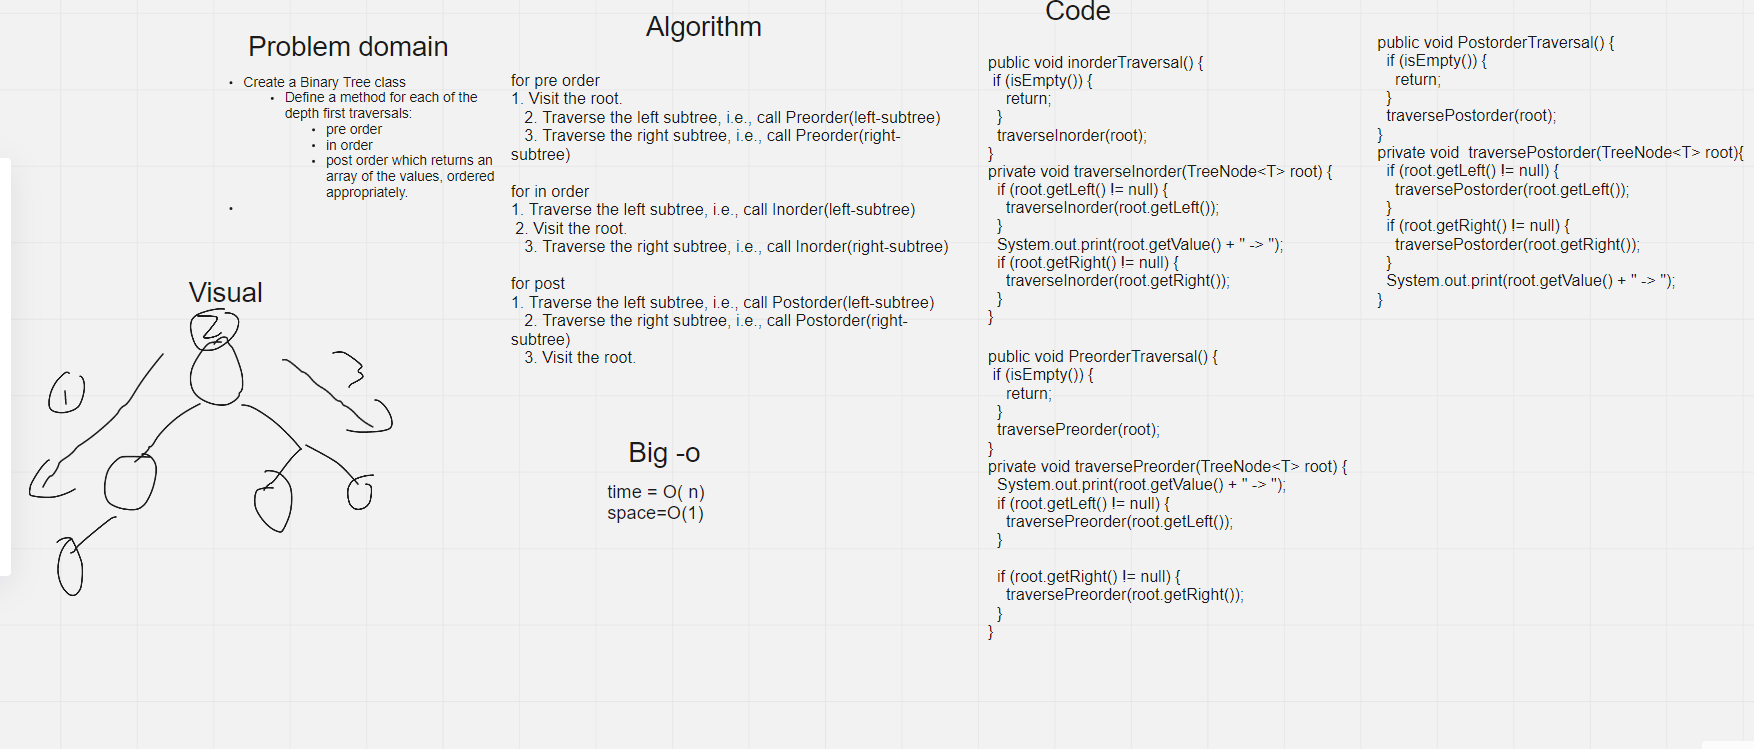 Problem domain
• Create a Binary Tree class
• Define a method for each of the
depth first traversals:
• pre order
• in order
• post order which returns an
array of the values, ordered
appropriately.
•
Visual
2
1
3
Algorithm
for pre order
1. Visit the root.
2. Traverse the left subtree, i.e., call Preorder(left-subtree)
3. Traverse the right subtree, i.e., call Preorder(right-
subtree)
for in order
1. Traverse the left subtree, i.e., call Inorder(left-subtree)
2. Visit the root.
3. Traverse the right subtree, i.e., call Inorder(right-subtree)
for post
1. Traverse the left subtree, i.e., call Postorder(left-subtree)
2. Traverse the right subtree, i.e., call Postorder(right-
subtree)
3. Visit the root.
Big -o
time = O( n)
space=O(1)
Code
public void inorderTraversal() {
if (isEmpty()) {
return;
}
traverseInorder(root);
}
private void traverseInorder(TreeNode<T> root) {
if (root.getLeft() != null) {
traverseInorder(root.getLeft());
}
System.out.print(root.getValue() + " -> ");
if (root.getRight() != null) {
traverseInorder(root.getRight());
}
}
public void PreorderTraversal() {
if (isEmpty()) {
return;
}
traversePreorder(root);
}
private void traversePreorder(TreeNode<T> root) {
System.out.print(root.getValue() + " -> ");
if (root.getLeft() != null) {
traversePreorder(root.getLeft());
}
if (root.getRight() != null) {
traversePreorder(root.getRight());
}
}
public void PostorderTraversal() {
if (isEmpty()) {
return;
}
traversePostorder(root);
}
private void  traversePostorder(TreeNode<T> root){
if (root.getLeft() != null) {
traversePostorder(root.getLeft());
}
if (root.getRight() != null) {
traversePostorder(root.getRight());
}
System.out.print(root.getValue() + " -> ");
}